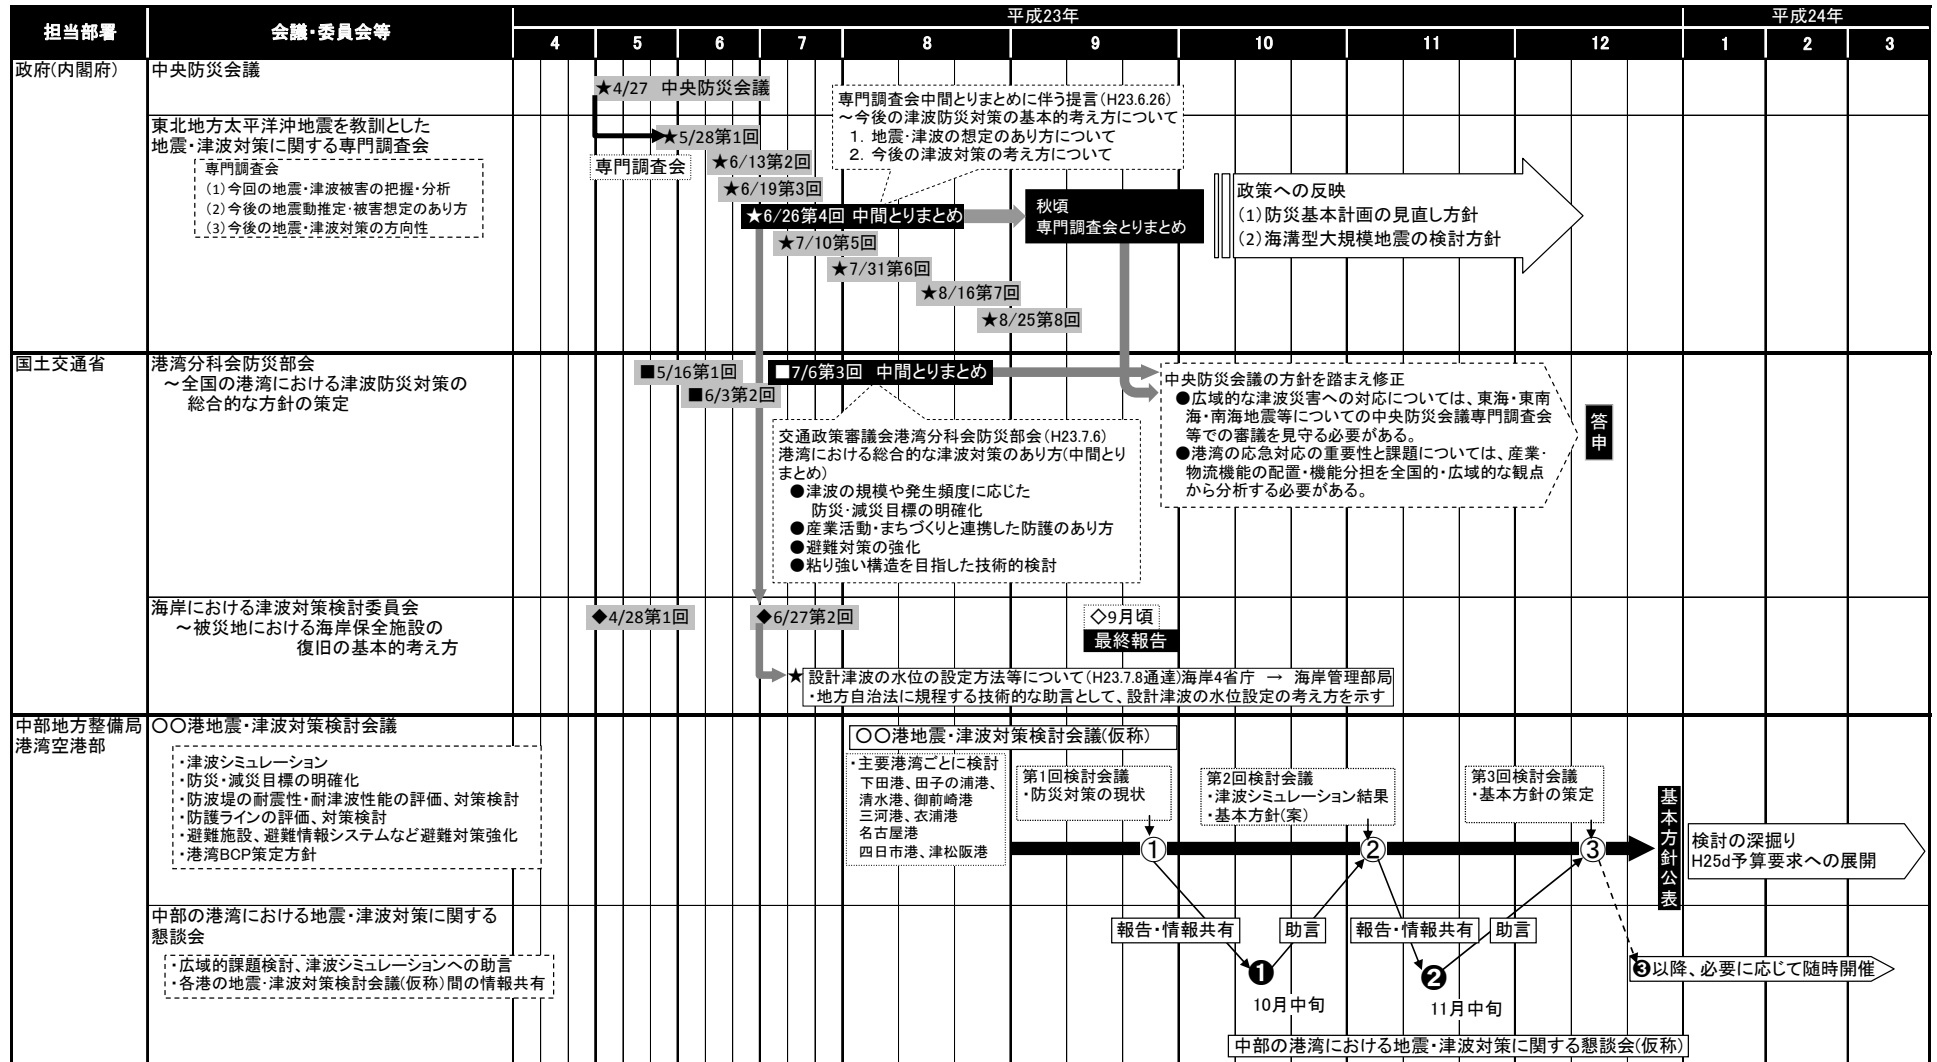 担当部署
会議・委員会等
平成23年
平成24年
4 5 6 7 8 9 10 11 12 1 2 3
政府(内閣府)
中央防災会議
★4/27 中央防災会議
東北地方太平洋沖地震を教訓とした
地震・津波対策に関する専門調査会
専門調査会
(1)今回の地震・津波被害の把握・分析
(2)今後の地震動推定・被害想定のあり方
(3)今後の地震・津波対策の方向性
★5/28第1回
専門調査会
★6/13第2回
★6/19第3回
★6/26第4回 中間とりまとめ
★7/10第5回
★7/31第6回
★8/16第7回
★8/25第8回
専門調査会中間とりまとめに伴う提言(H23.6.26)
～今後の津波防災対策の基本的考え方について
1．地震・津波の想定のあり方について
2．今後の津波対策の考え方について
秋頃
専門調査会とりまとめ
政策への反映
(1)防災基本計画の見直し方針
(2)海溝型大規模地震の検討方針
国土交通省
港湾分科会防災部会
～全国の港湾における津波防災対策の
総合的な方針の策定
■5/16第1回
■6/3第2回
■7/6第3回 中間とりまとめ
交通政策審議会港湾分科会防災部会(H23.7.6)
港湾における総合的な津波対策のあり方(中間とり
まとめ)
●津波の規模や発生頻度に応じた
防災・減災目標の明確化
●産業活動・まちづくりと連携した防護のあり方
●避難対策の強化
●粘り強い構造を目指した技術的検討
中央防災会議の方針を踏まえ修正
●広域的な津波災害への対応については、東海・東南
海・南海地震等についての中央防災会議専門調査会
等での審議を見守る必要がある。
●港湾の応急対応の重要性と課題については、産業・
物流機能の配置・機能分担を全国的・広域的な観点
から分析する必要がある。
答申
海岸における津波対策検討委員会
～被災地における海岸保全施設の
復旧の基本的考え方
◆4/28第1回
◆6/27第2回
◇9月頃
最終報告
★設計津波の水位の設定方法等について(H23.7.8通達)海岸4省庁 → 海岸管理部局
・地方自治法に規程する技術的な助言として、設計津波の水位設定の考え方を示す
中部地方整備局
港湾空港部
〇〇港地震・津波対策検討会議
・津波シミュレーション
・防災・減災目標の明確化
・防波堤の耐震性・耐津波性能の評価、対策検討
・防護ラインの評価、対策検討
・避難施設、避難情報システムなど避難対策強化
・港湾BCP策定方針
〇〇港地震・津波対策検討会議(仮称)
・主要港湾ごとに検討
下田港、田子の浦港、
清水港、御前崎港
三河港、衣浦港
名古屋港
四日市港、津松阪港
第1回検討会議
・防災対策の現状
第2回検討会議
・津波シミュレーション結果
・基本方針(案)
第3回検討会議
・基本方針の策定
① ② ③
基本方針公表
検討の深掘り
H25d予算要求への展開
中部の港湾における地震・津波対策に関する
懇談会
・広域的課題検討、津波シミュレーションへの助言
・各港の地震・津波対策検討会議(仮称)間の情報共有
報告・情報共有
助言
報告・情報共有
助言
❶
10月中旬
❷
11月中旬
❸以降、必要に応じて随時開催
中部の港湾における地震・津波対策に関する懇談会(仮称)